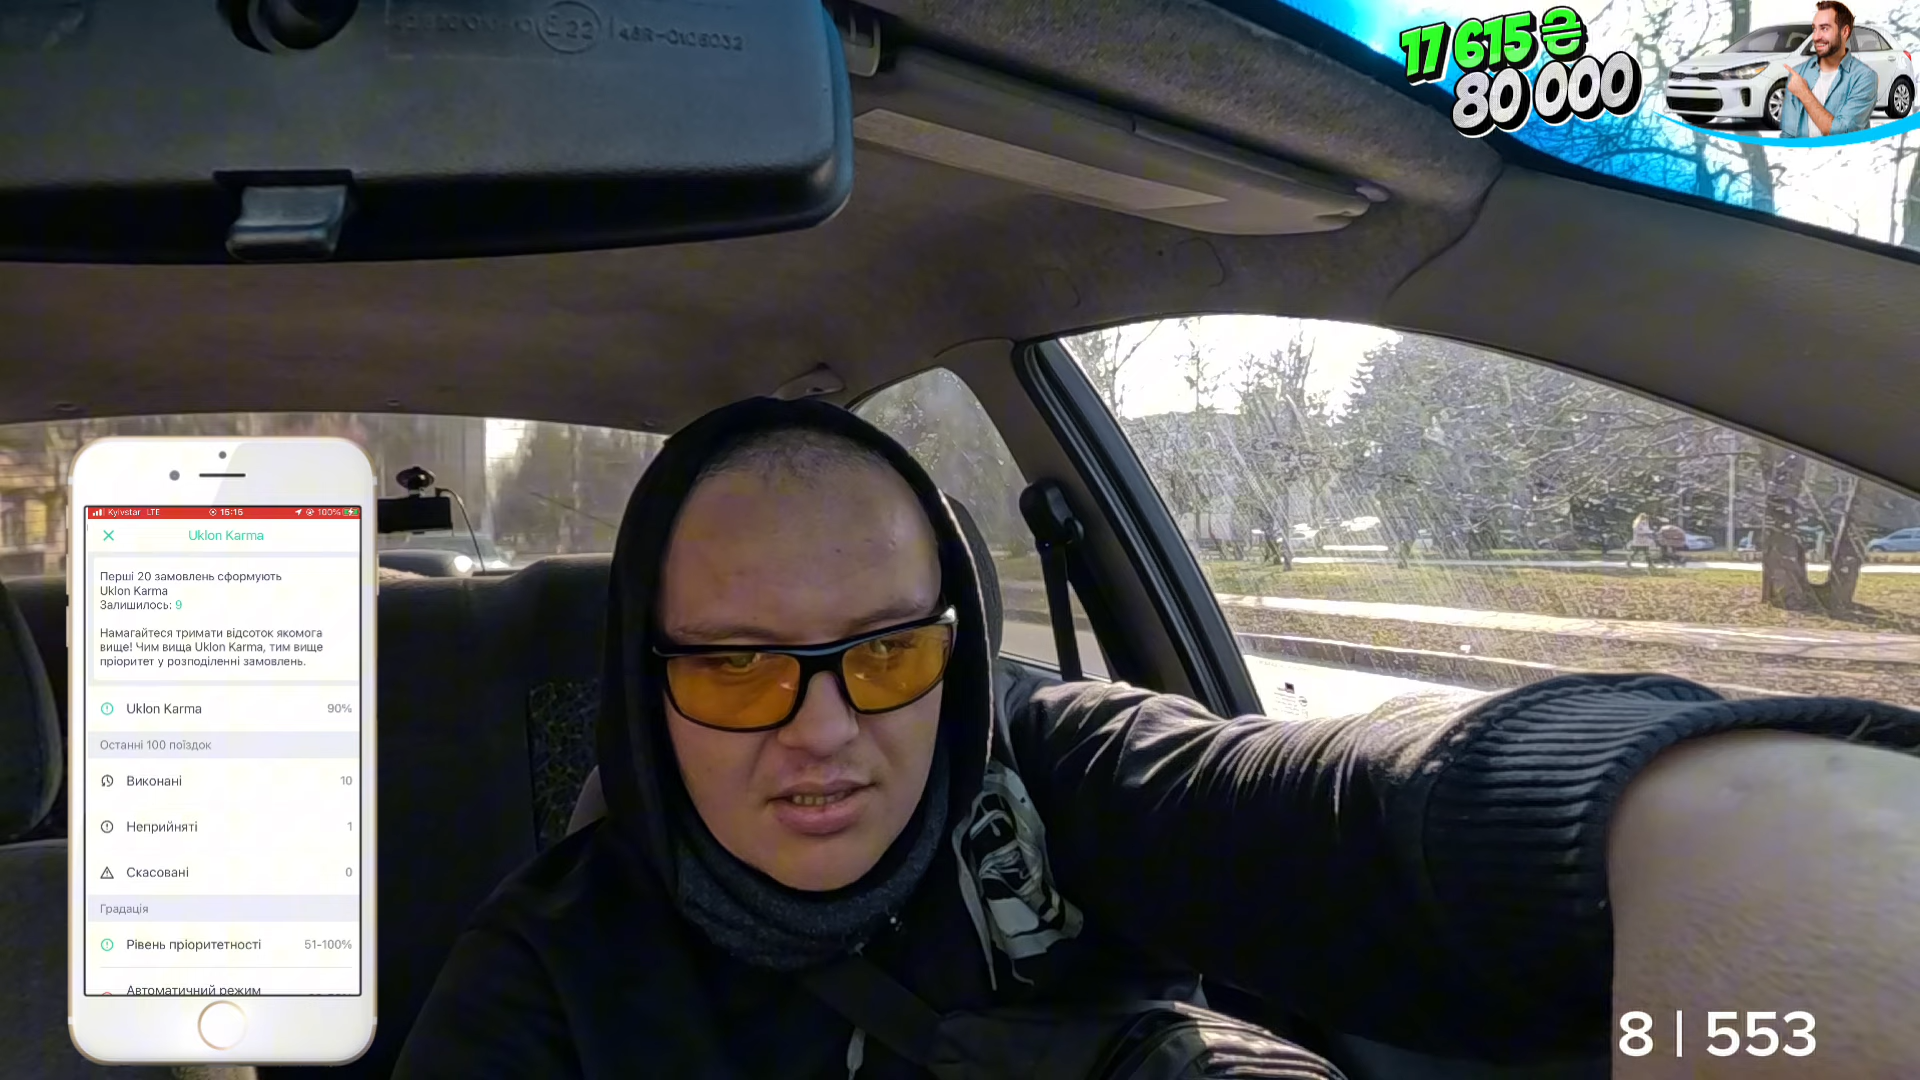 17 615 ₴
80 000
Kyivstar LTE 15:15 100%
Uklon Karma
Перші 20 замовлень сформують
Uklon Karma
Залишилось: 9
Намагайтеся тримати відсоток якомога
вище! Чим вища Uklon Karma, тим вище
пріоритет у розподіленні замовлень.
Uklon Karma 90%
Останні 100 поїздок
Виконані 10
Неприйняті 1
Скасовані 0
Градація
Рівень пріоритетності 51-100%
Автоматичний режим
8 | 553